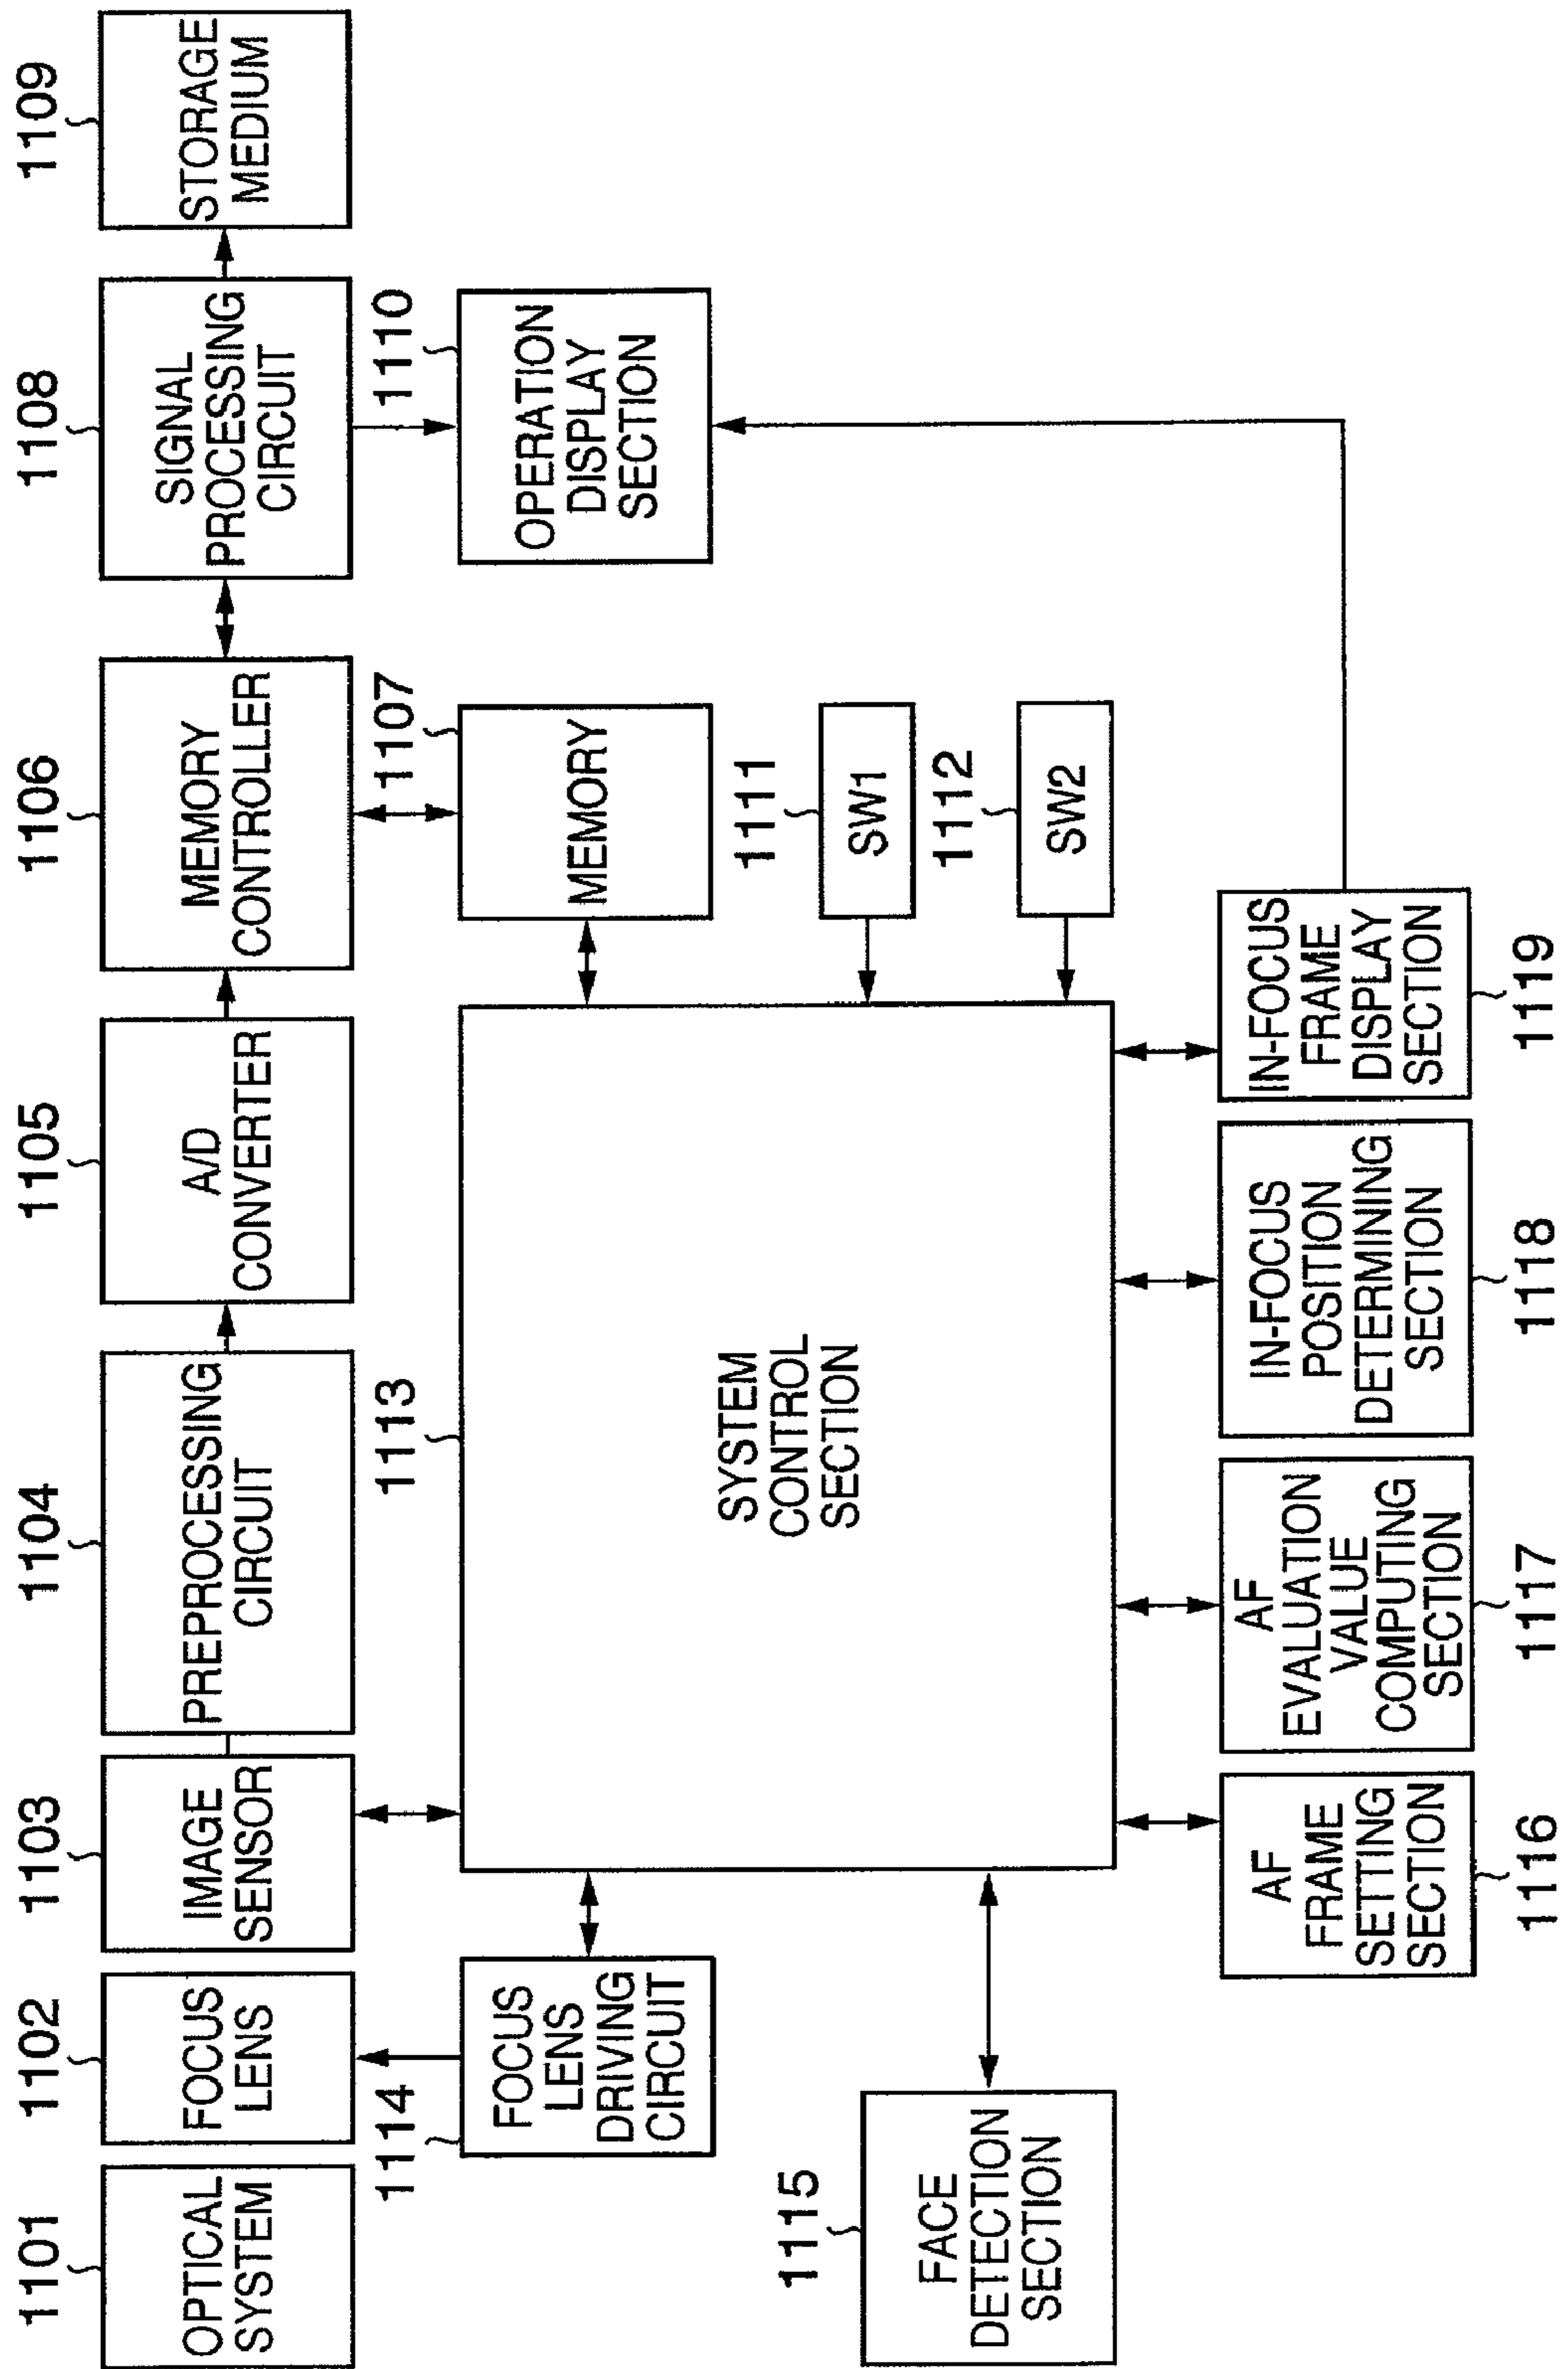 1101
OPTICAL
SYSTEM
1102
FOCUS
LENS
1103
IMAGE
SENSOR
1104
PREPROCESSING
CIRCUIT
1105
A/D
CONVERTER
1106
MEMORY
CONTROLLER
1108
SIGNAL
PROCESSING
CIRCUIT
1109
STORAGE
MEDIUM
1114
FOCUS
LENS
DRIVING
CIRCUIT
1113
SYSTEM
CONTROL
SECTION
1107
MEMORY
1110
OPERATION
DISPLAY
SECTION
1111
SW1
1112
SW2
1115
FACE
DETECTION
SECTION
AF
FRAME
SETTING
SECTION
1116
AF
EVALUATION
VALUE
COMPUTING
SECTION
1117
IN-FOCUS
POSITION
DETERMINING
SECTION
1118
IN-FOCUS
FRAME
DISPLAY
SECTION
1119